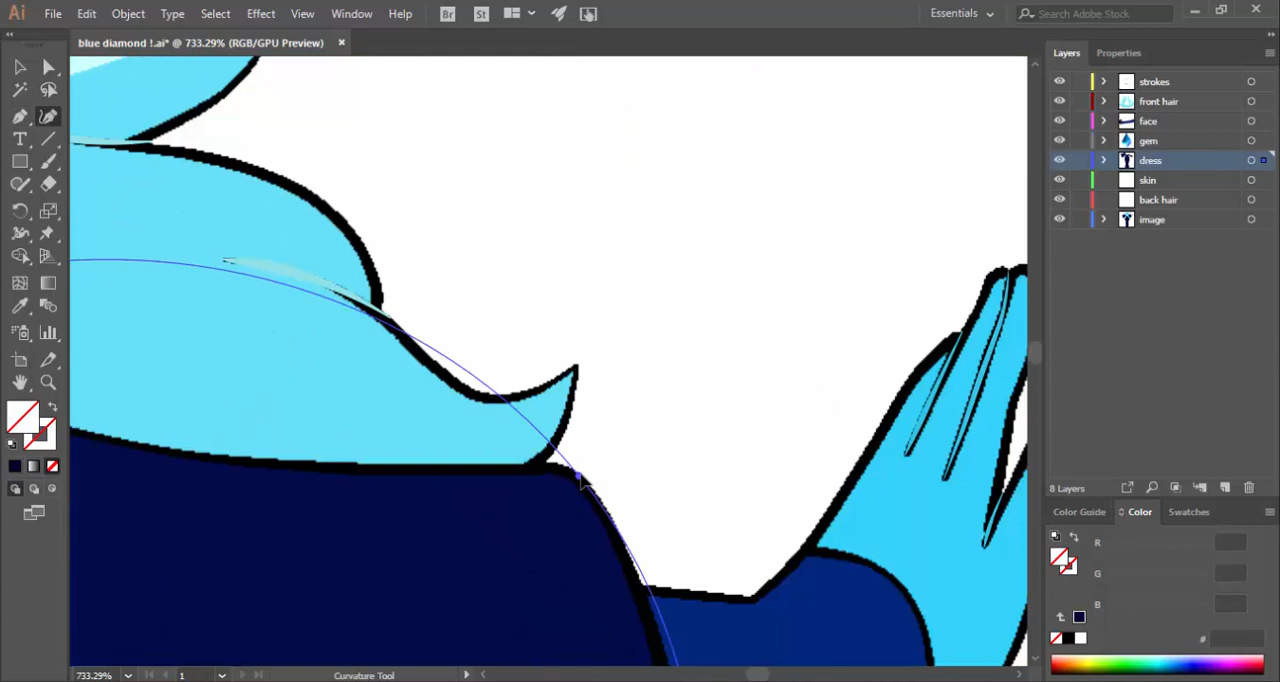 Ai File Edit Object Type Select Effect View Window Help Br St Essentials Search Adobe Stock
blue diamond !.ai* @ 733.29% (RGB/GPU Preview)
Layers Properties
strokes
front hair
face
gem
dress
skin
back hair
image
8 Layers
Color Guide Color Swatches
R
G
B
#
733.29% 1 Curvature Tool